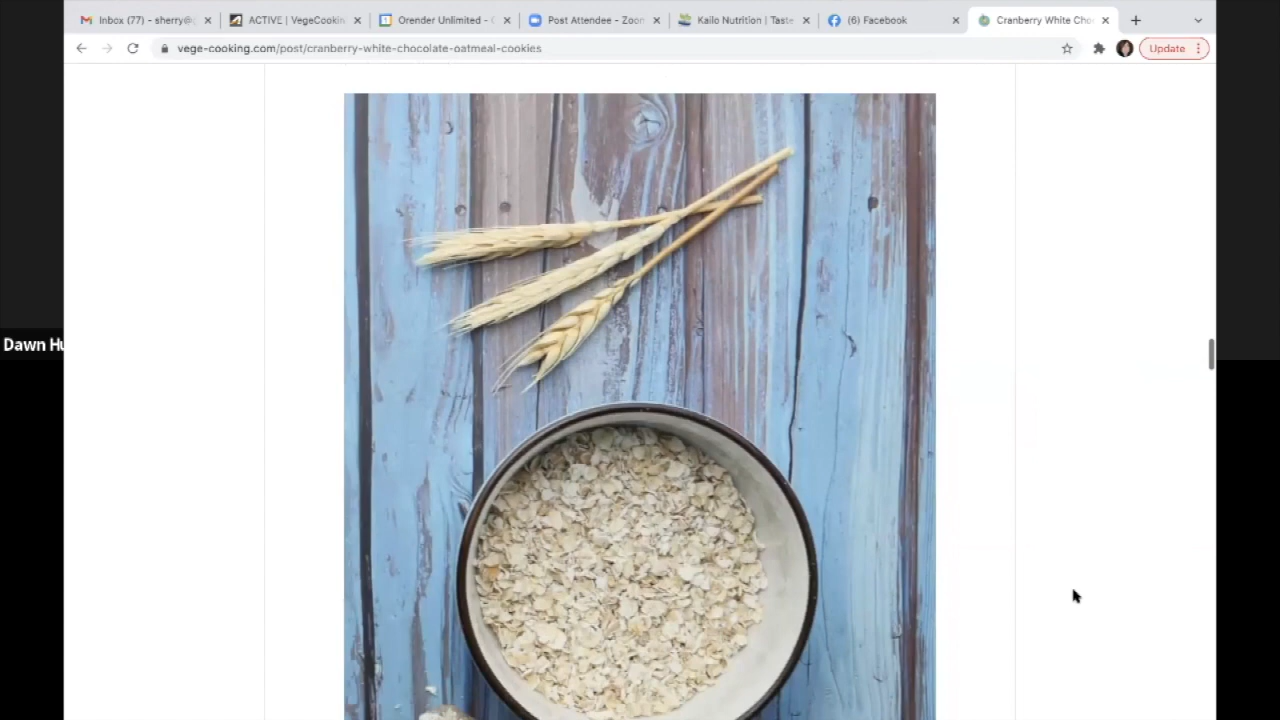 Inbox (77) - sherry@
ACTIVE | VegeCookin
Orender Unlimited -
Post Attendee - Zoom
Kailo Nutrition | Taste
(6) Facebook
Cranberry White Cho
vege-cooking.com/post/cranberry-white-chocolate-oatmeal-cookies
Update
Dawn Hu